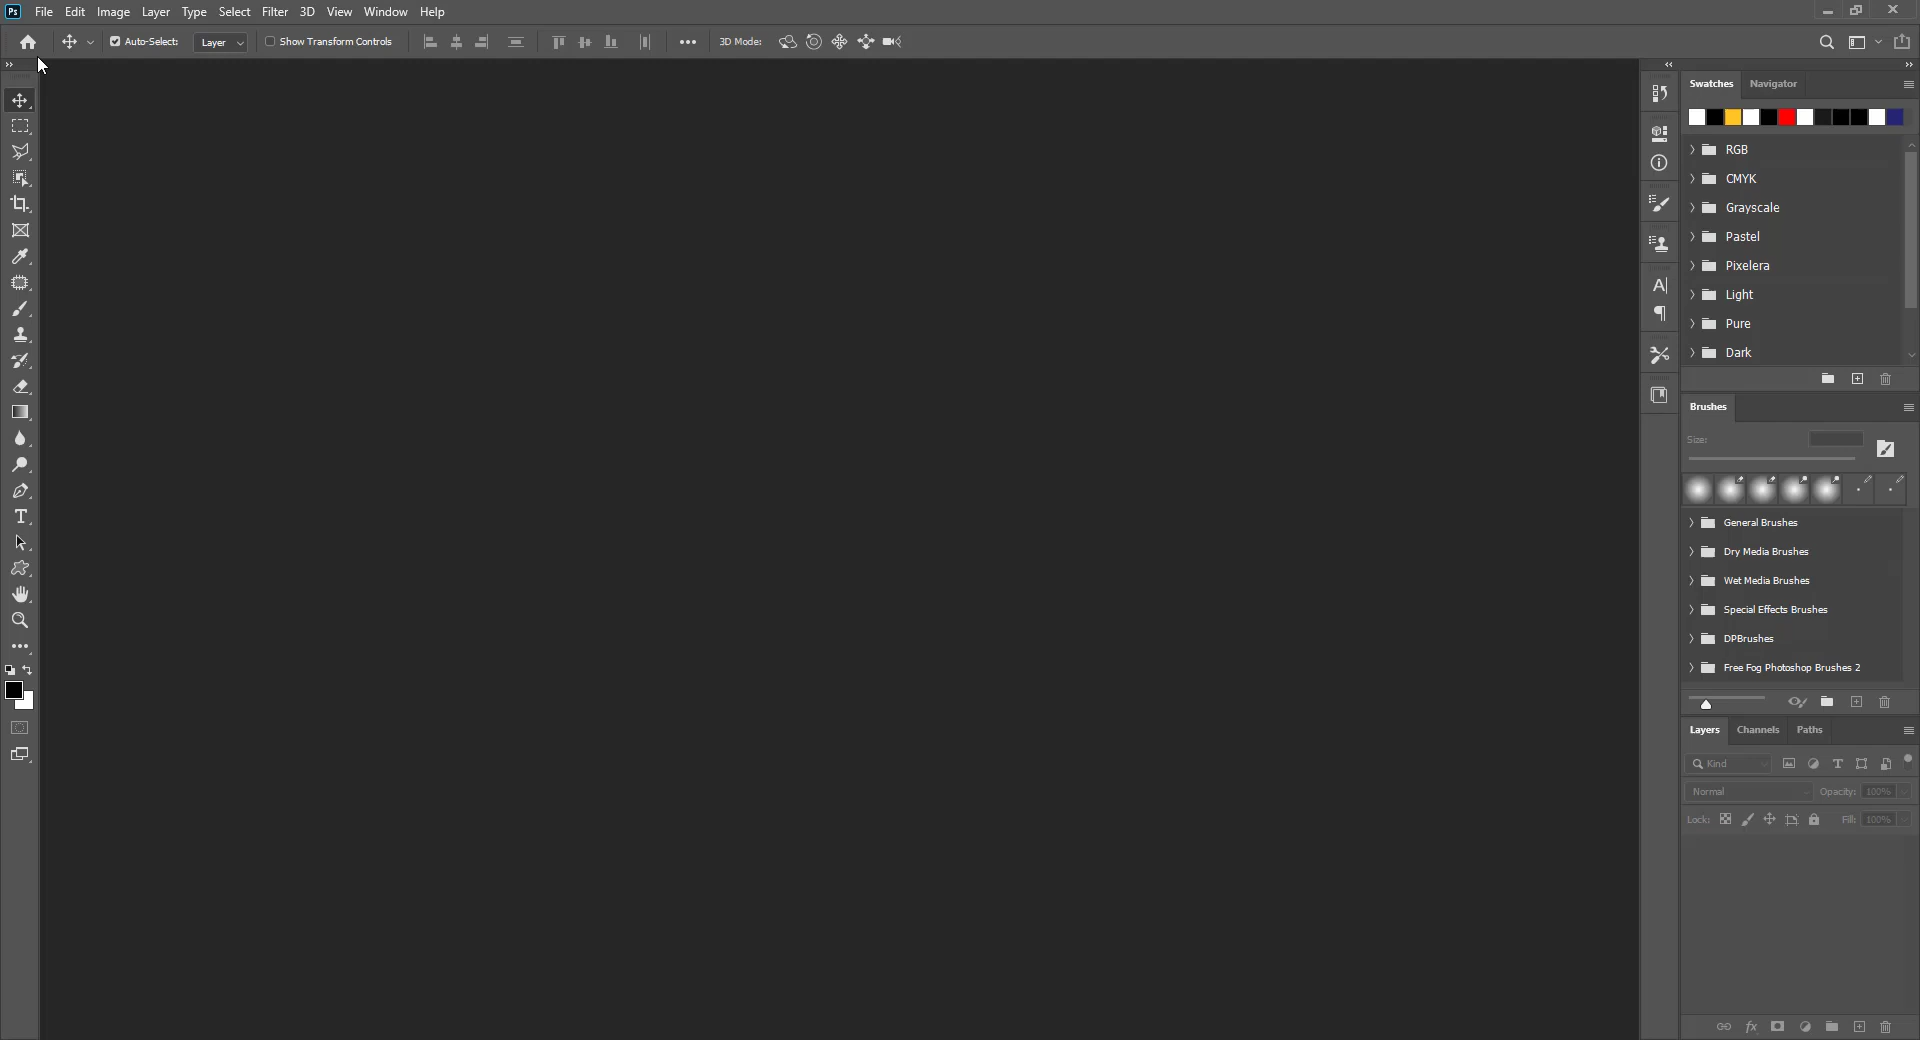 Ps File Edit Image Layer Type Select Filter 3D View Window Help
Auto-Select: Layer Show Transform Controls 3D Mode:
Swatches Navigator
RGB
CMYK
Grayscale
Pastel
Pixelera
Light
Pure
Dark
Brushes
Size:
General Brushes
Dry Media Brushes
Wet Media Brushes
Special Effects Brushes
DPBrushes
Free Fog Photoshop Brushes 2
Layers Channels Paths
Kind
Normal Opacity: 100%
Lock: Fill: 100%
fx